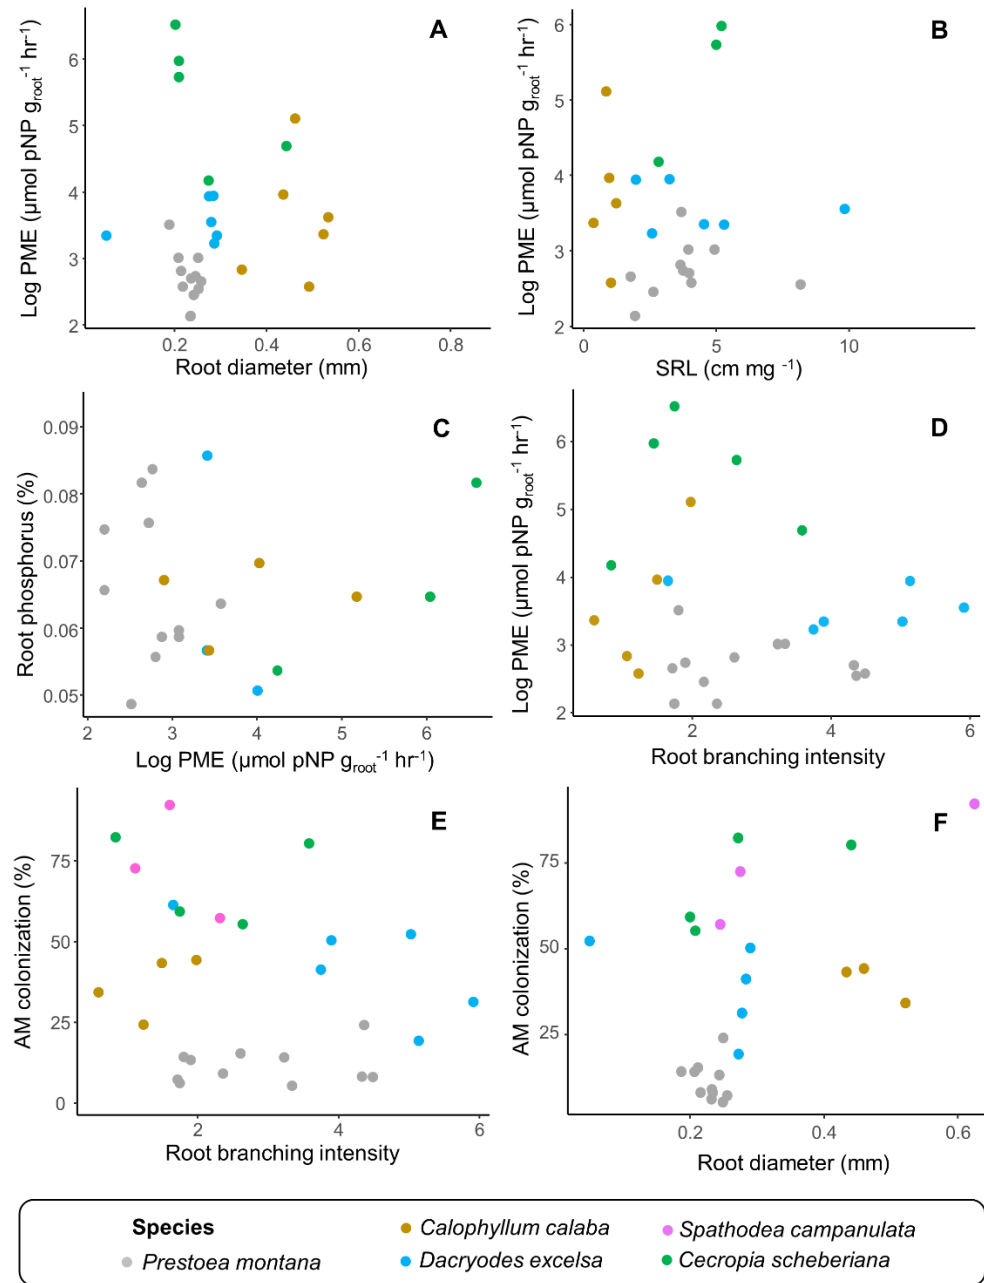 A
Log PME (µmol pNP g_root^-1 hr^-1)
6
5
4
3
2
0.2
0.4
0.6
0.8
Root diameter (mm)
B
Log PME (µmol pNP g_root^-1 hr^-1)
6
5
4
3
2
0
5
10
SRL (cm mg ^-1)
C
Root phosphorus (%)
0.09
0.08
0.07
0.06
0.05
2
3
4
5
6
Log PME (µmol pNP g_root^-1 hr^-1)
D
Log PME (µmol pNP g_root^-1 hr^-1)
6
5
4
3
2
2
4
6
Root branching intensity
E
AM colonization (%)
75
50
25
0
2
4
6
Root branching intensity
F
AM colonization (%)
75
50
25
0.2
0.4
0.6
Root diameter (mm)
Species
Calophyllum calaba
Spathodea campanulata
Prestoea montana
Dacryodes excelsa
Cecropia scheberiana